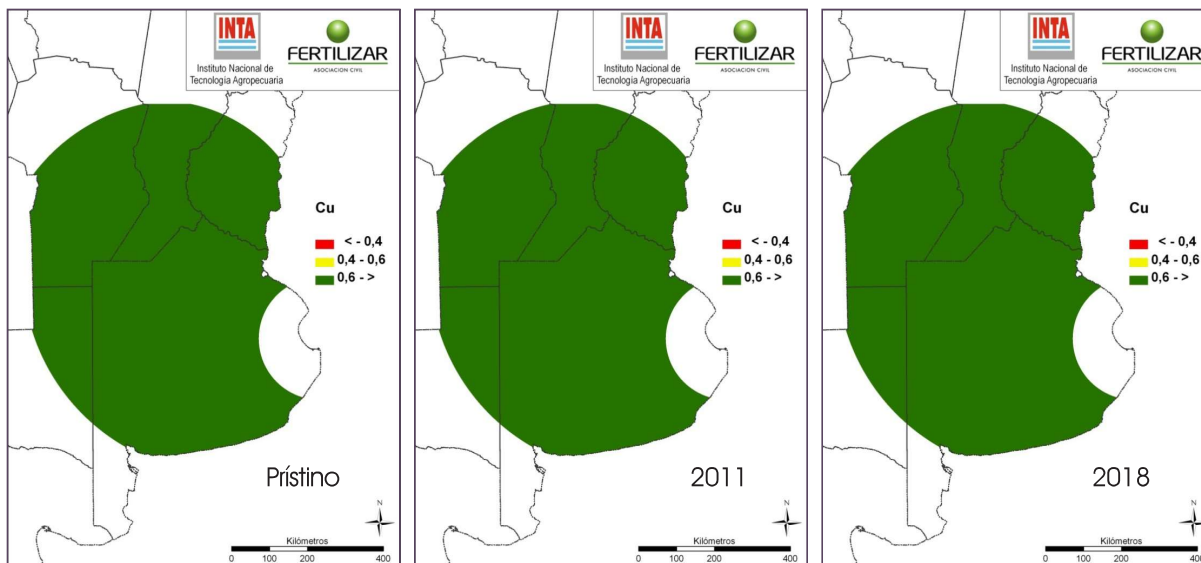 INTA
Instituto Nacional de
Tecnología Agropecuaria
FERTILIZAR
ASOCIACION CIVIL
Cu
< - 0,4
0,4 - 0,6
0,6 - >
Prístino
N
Kilómetros
0 100 200 400
INTA
Instituto Nacional de
Tecnología Agropecuaria
FERTILIZAR
ASOCIACION CIVIL
Cu
< - 0,4
0,4 - 0,6
0,6 - >
2011
N
Kilómetros
0 100 200 400
INTA
Instituto Nacional de
Tecnología Agropecuaria
FERTILIZAR
ASOCIACION CIVIL
Cu
< - 0,4
0,4 - 0,6
0,6 - >
2018
N
Kilómetros
0 100 200 400